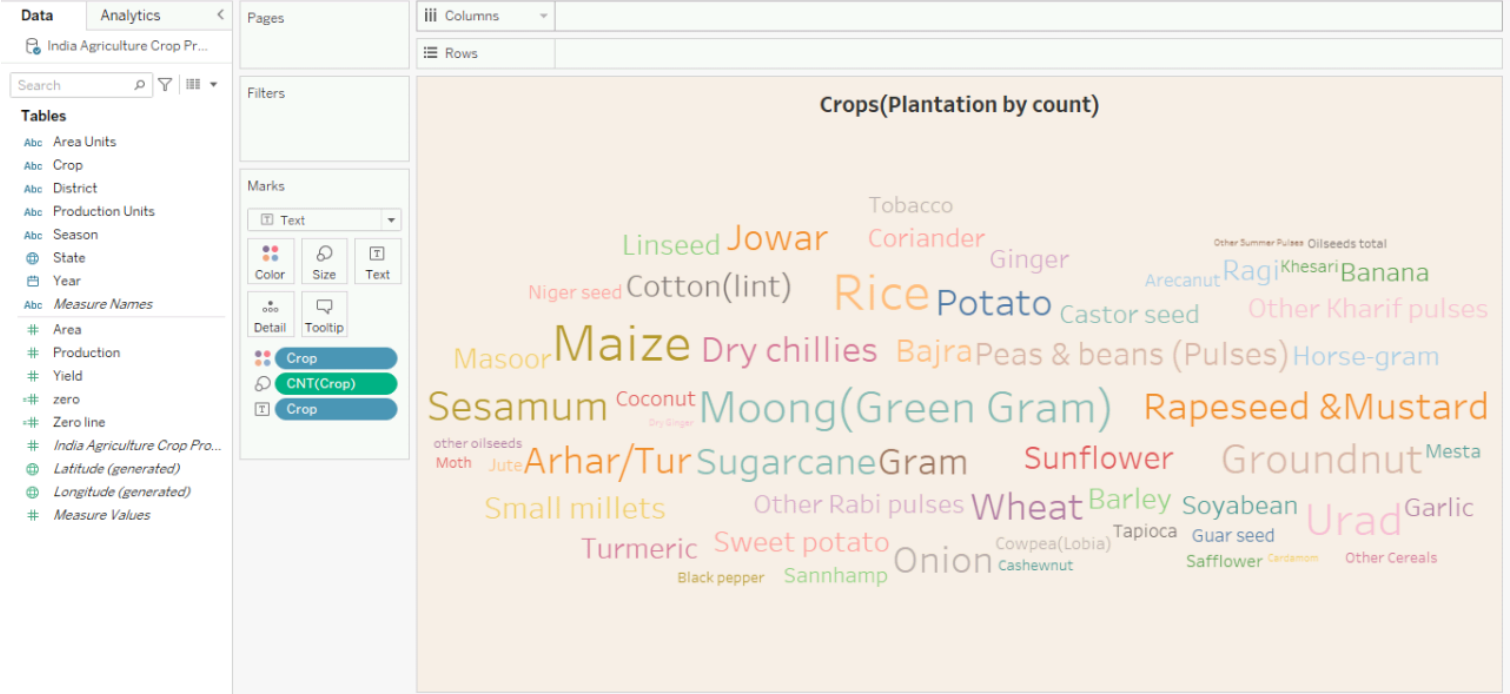 Data
Analytics
India Agriculture Crop Pr...
Search
Tables
Abc Area Units
Abc Crop
Abc District
Abc Production Units
Abc Season
State
Year
Abc Measure Names
# Area
# Production
# Yield
=# zero
=# Zero line
# India Agriculture Crop Pro...
Latitude (generated)
Longitude (generated)
# Measure Values
Pages
Filters
Marks
T Text
Color
Size
Text
Detail
Tooltip
Crop
CNT(Crop)
Crop
Columns
Rows
Crops(Plantation by count)
Tobacco
Linseed Jowar Coriander Other Summer Pulses Oilseeds total
Ginger
Arecanut Ragi Khesari Banana
Niger seed Cotton(lint) Rice Potato Castor seed Other Kharif pulses
Masoor Maize Dry chillies Bajra Peas & beans (Pulses) Horse-gram
Sesamum Coconut Moong(Green Gram) Rapeseed &Mustard
Dry Ginger
other oilseeds
Moth Jute Arhar/Tur Sugarcane Gram Sunflower Groundnut Mesta
Small millets Other Rabi pulses Wheat Barley Soyabean Urad Garlic
Turmeric Sweet potato Onion Cowpea(Lobia) Tapioca Guar seed
Cashewnut Safflower Cardamom Other Cereals
Black pepper Sannhamp